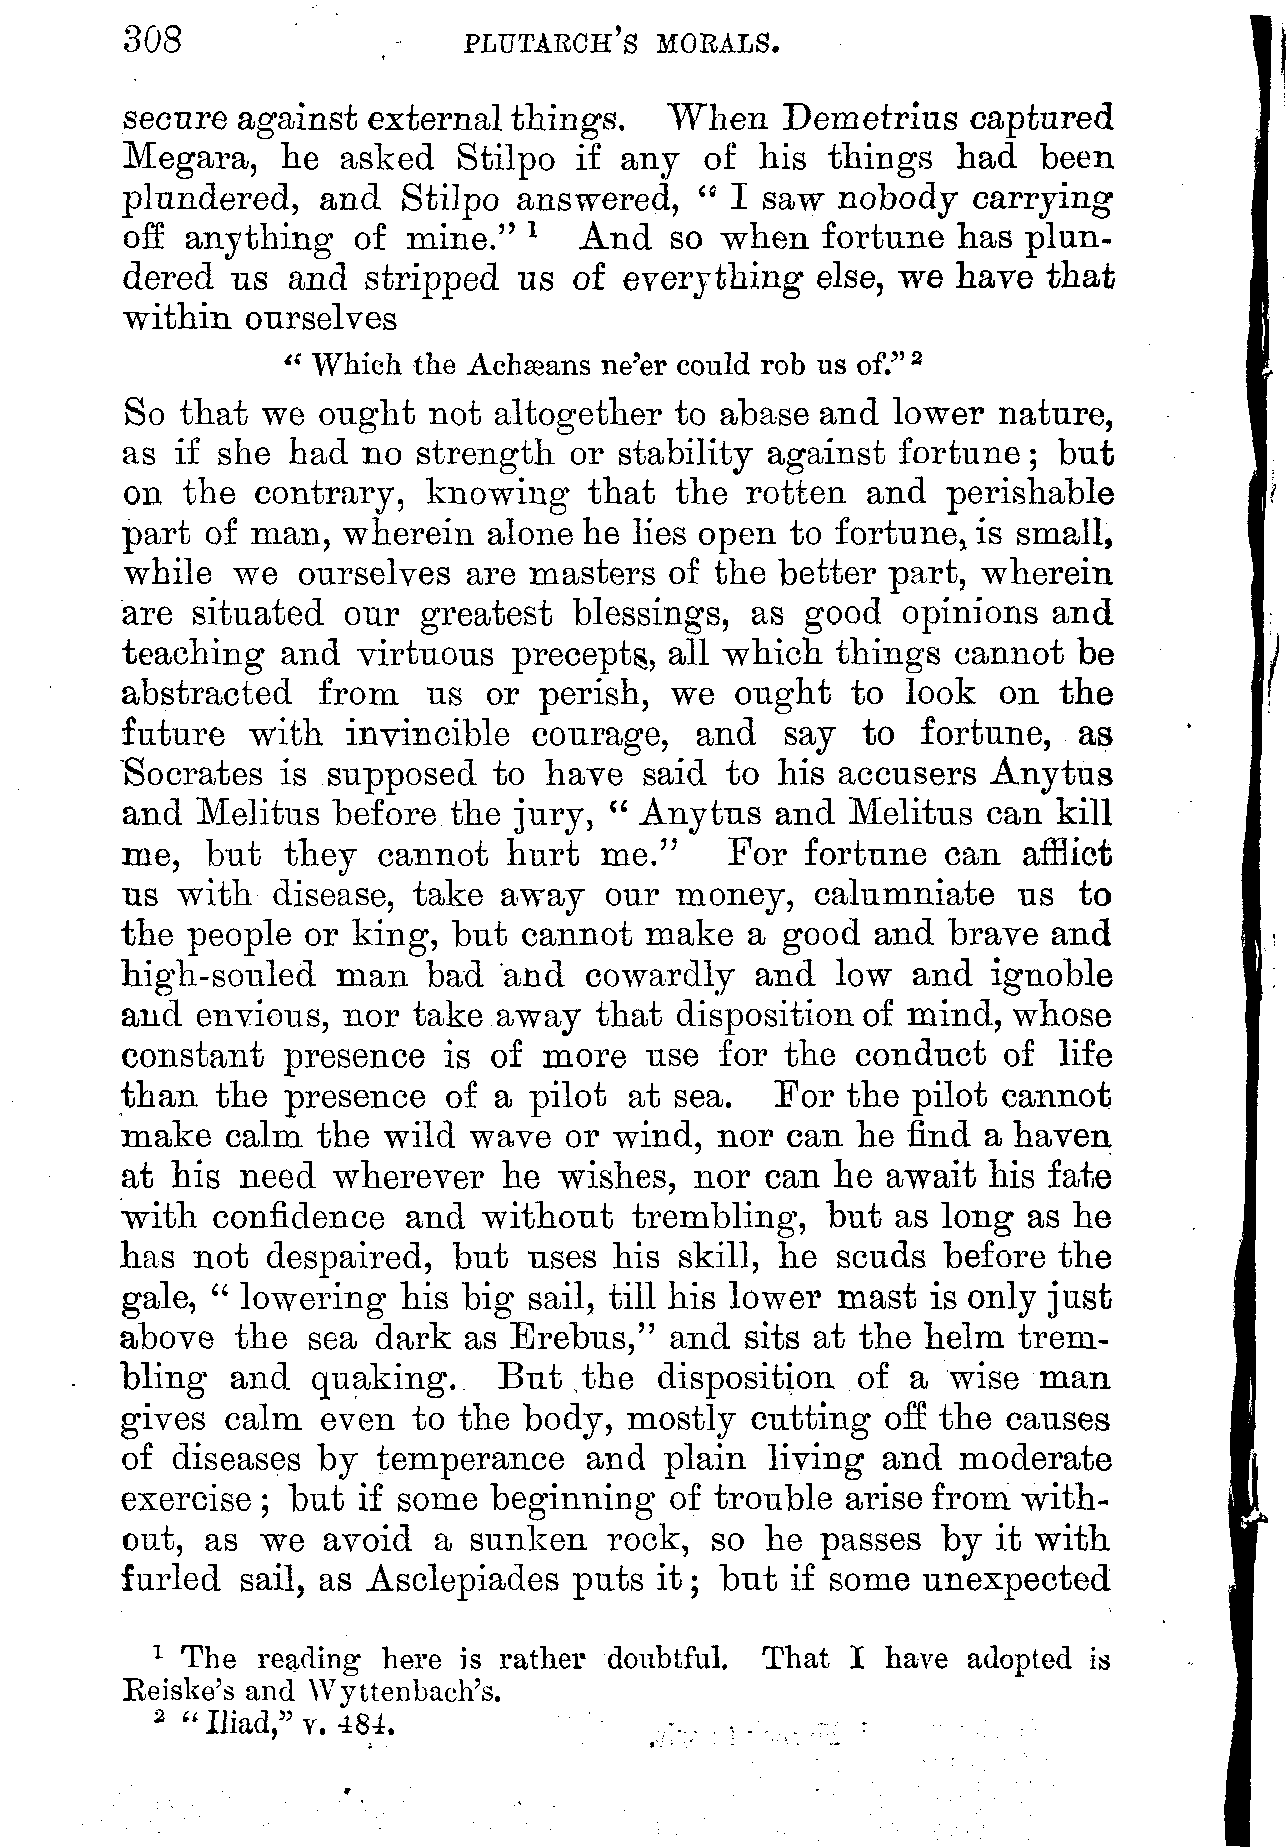 308 PLUTARCH'S MORALS.
secure against external things. When Demetrius captured
Megara, he asked Stilpo if any of his things had been
plundered, and Stilpo answered, “ I saw nobody carrying
off anything of mine.” ¹ And so when fortune has plun-
dered us and stripped us of everything else, we have that
within ourselves
“ Which the Achæans ne'er could rob us of.” ²
So that we ought not altogether to abase and lower nature,
as if she had no strength or stability against fortune ; but
on the contrary, knowing that the rotten and perishable
part of man, wherein alone he lies open to fortune, is small,
while we ourselves are masters of the better part, wherein
are situated our greatest blessings, as good opinions and
teaching and virtuous precepts, all which things cannot be
abstracted from us or perish, we ought to look on the
future with invincible courage, and say to fortune, as
Socrates is supposed to have said to his accusers Anytus
and Melitus before the jury, “ Anytus and Melitus can kill
me, but they cannot hurt me.” For fortune can afflict
us with disease, take away our money, calumniate us to
the people or king, but cannot make a good and brave and
high-souled man bad and cowardly and low and ignoble
and envious, nor take away that disposition of mind, whose
constant presence is of more use for the conduct of life
than the presence of a pilot at sea. For the pilot cannot
make calm the wild wave or wind, nor can he find a haven
at his need wherever he wishes, nor can he await his fate
with confidence and without trembling, but as long as he
has not despaired, but uses his skill, he scuds before the
gale, “ lowering his big sail, till his lower mast is only just
above the sea dark as Erebus,” and sits at the helm trem-
bling and quaking. But the disposition of a wise man
gives calm even to the body, mostly cutting off the causes
of diseases by temperance and plain living and moderate
exercise ; but if some beginning of trouble arise from with-
out, as we avoid a sunken rock, so he passes by it with
furled sail, as Asclepiades puts it ; but if some unexpected
¹ The reading here is rather doubtful. That I have adopted is
Reiske's and Wyttenbach's.
² “ Iliad,” v. 484.